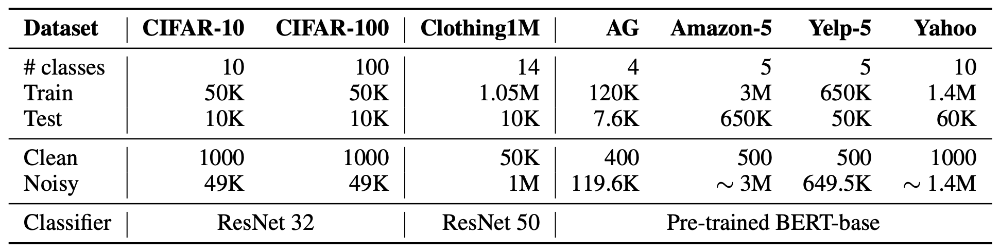 Dataset CIFAR-10 CIFAR-100 Clothing1M AG Amazon-5 Yelp-5 Yahoo
# classes 10 100 14 4 5 5 10
Train 50K 50K 1.05M 120K 3M 650K 1.4M
Test 10K 10K 10K 7.6K 650K 50K 60K
Clean 1000 1000 50K 400 500 500 1000
Noisy 49K 49K 1M 119.6K ∼ 3M 649.5K ∼ 1.4M
Classifier ResNet 32 ResNet 50 Pre-trained BERT-base